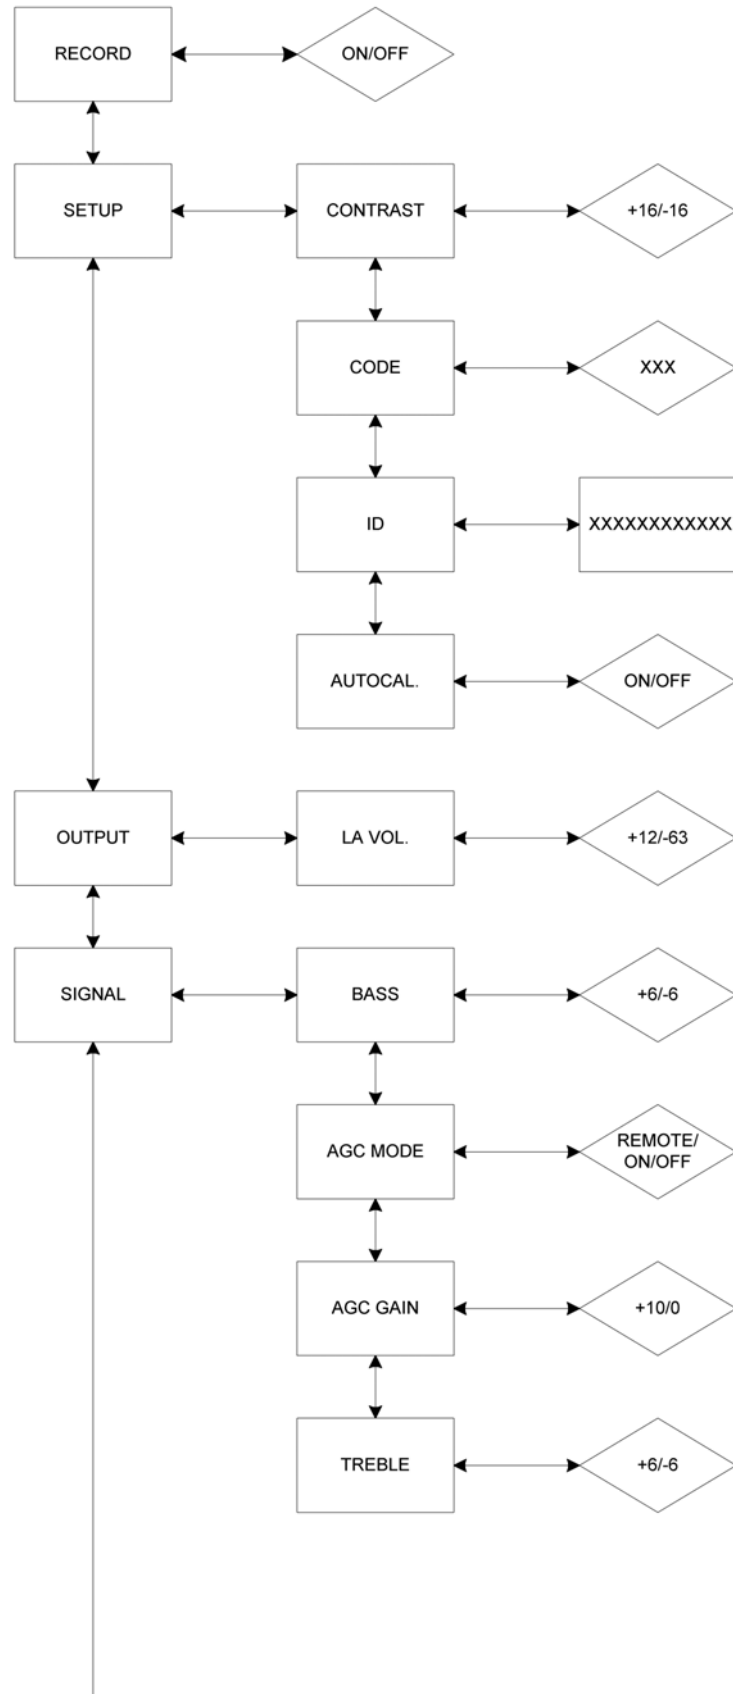 RECORD
ON/OFF
SETUP
CONTRAST
+16/-16
CODE
XXX
ID
XXXXXXXXXXXX
AUTOCAL.
ON/OFF
OUTPUT
LA VOL.
+12/-63
SIGNAL
BASS
+6/-6
AGC MODE
REMOTE/
ON/OFF
AGC GAIN
+10/0
TREBLE
+6/-6